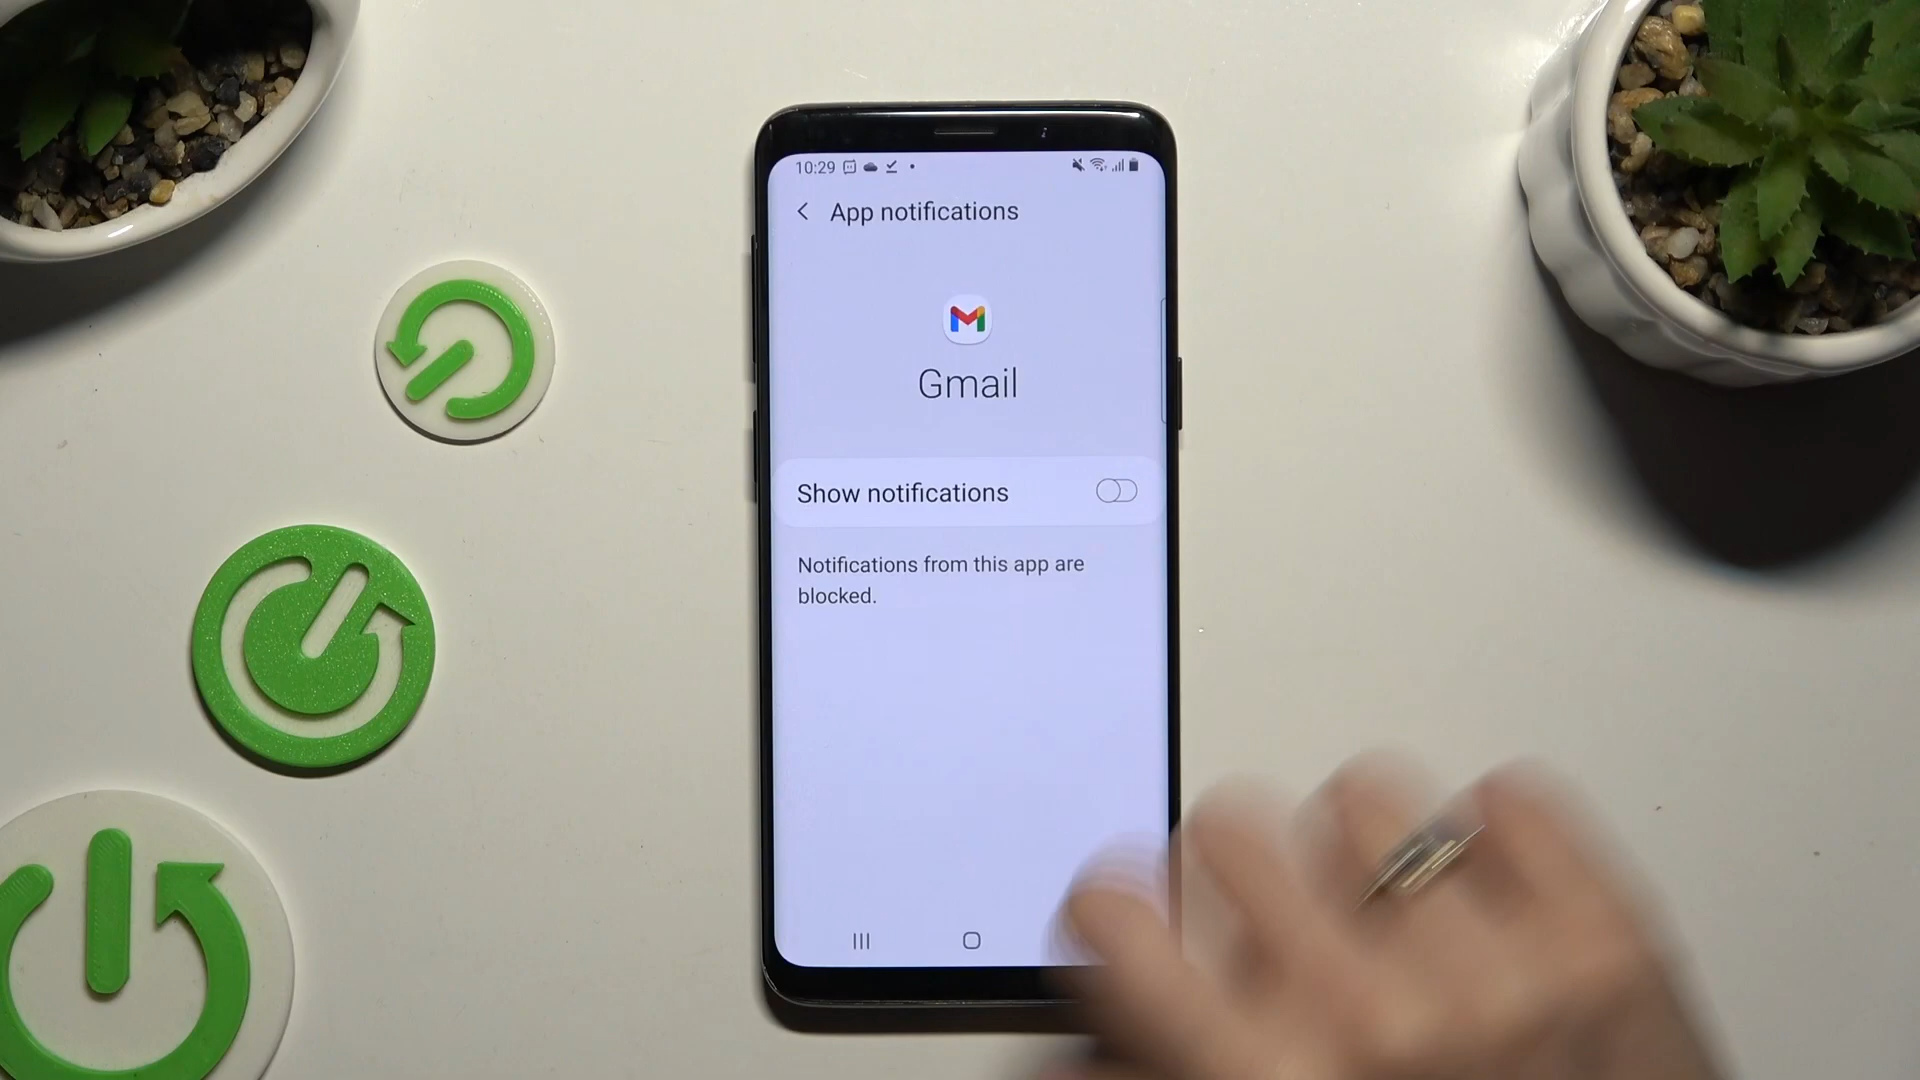 10:29
App notifications
Gmail
Show notifications
Notifications from this app are
blocked.